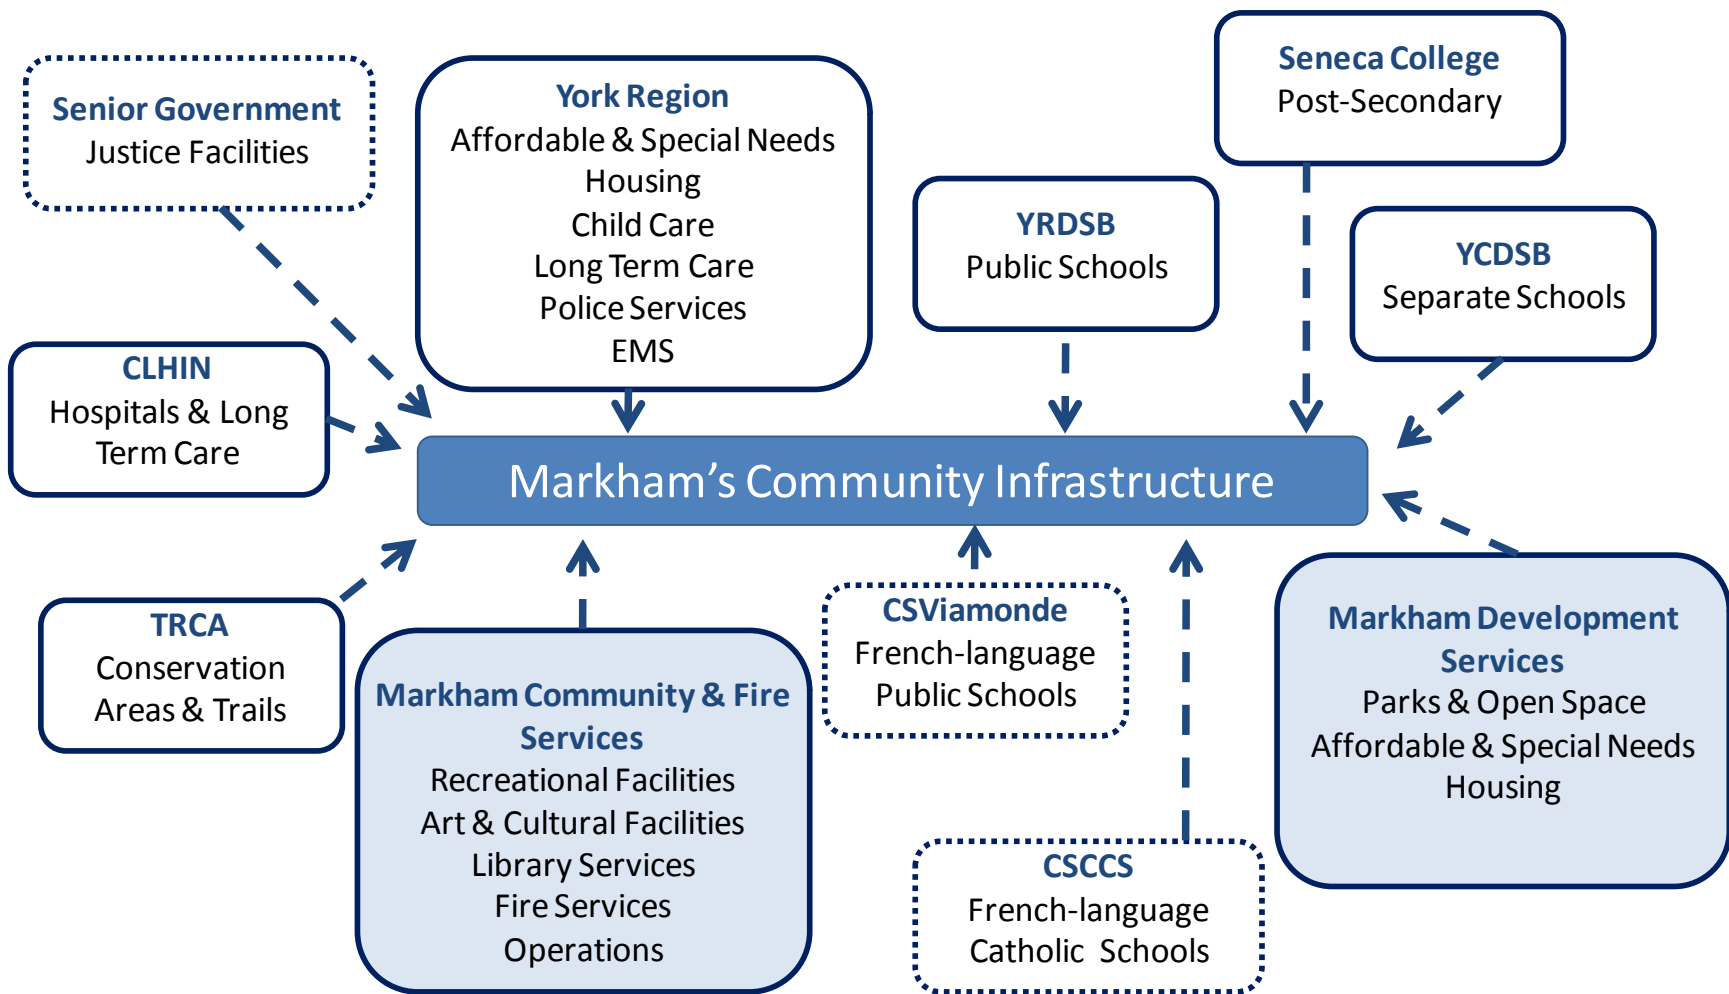 Senior Government
Justice Facilities
York Region
Affordable & Special Needs
Housing
Child Care
Long Term Care
Police Services
EMS
Seneca College
Post-Secondary
YRDSB
Public Schools
YCDSB
Separate Schools
CLHIN
Hospitals & Long
Term Care
Markham’s Community Infrastructure
TRCA
Conservation
Areas & Trails
Markham Community & Fire
Services
Recreational Facilities
Art & Cultural Facilities
Library Services
Fire Services
Operations
CSViamonde
French-language
Public Schools
CSCCS
French-language
Catholic Schools
Markham Development
Services
Parks & Open Space
Affordable & Special Needs
Housing